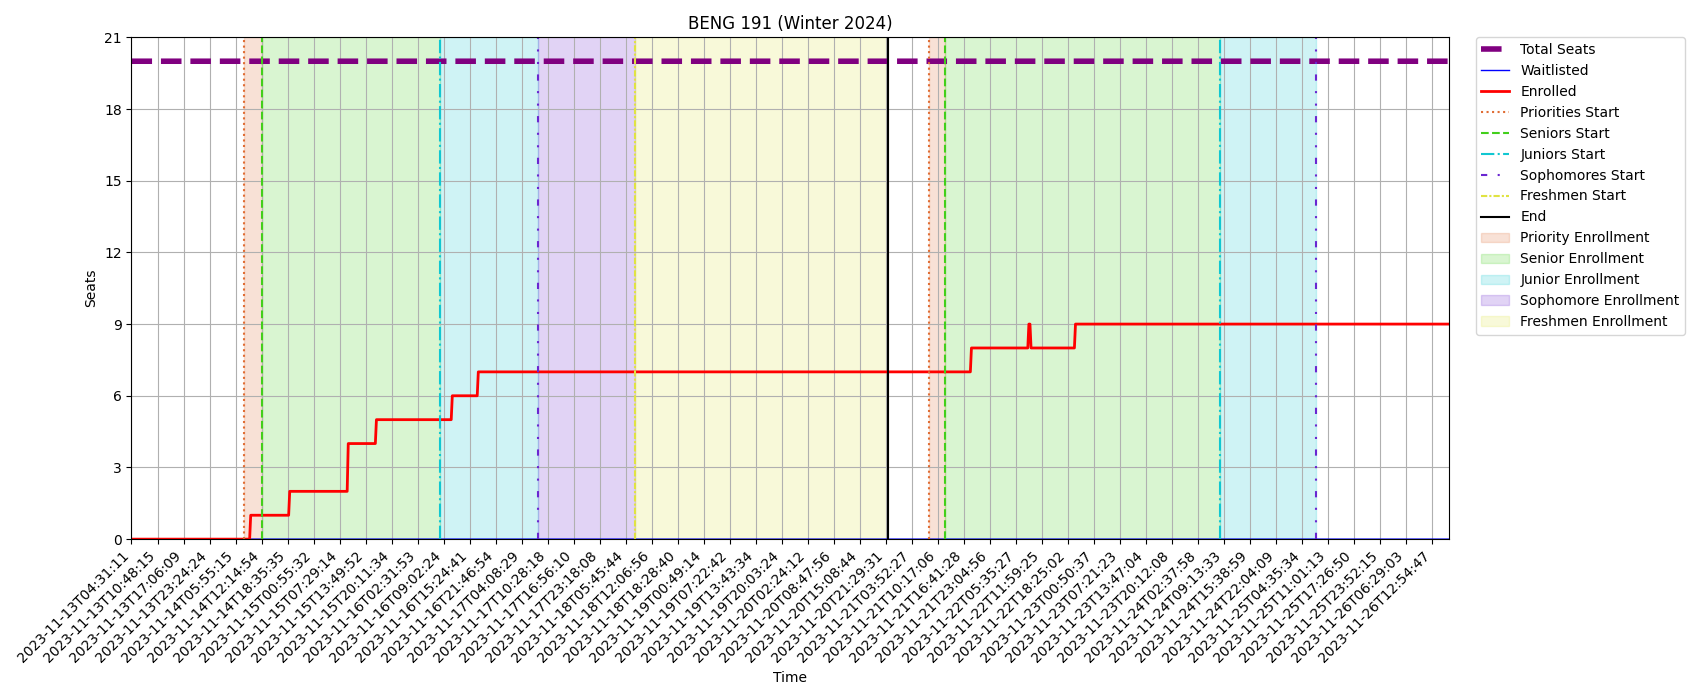 BENG 191 (Winter 2024)
21
18
15
12
9
6
3
0
Seats
2023-11-13T04:31:11
2023-11-13T10:48:15
2023-11-13T17:06:09
2023-11-13T23:24:24
2023-11-14T05:55:15
2023-11-14T12:14:54
2023-11-14T18:35:35
2023-11-15T00:55:32
2023-11-15T07:29:14
2023-11-15T13:49:52
2023-11-15T20:11:34
2023-11-16T02:31:53
2023-11-16T09:02:24
2023-11-16T15:24:41
2023-11-16T21:46:54
2023-11-17T04:08:29
2023-11-17T10:28:18
2023-11-17T16:56:10
2023-11-17T23:18:08
2023-11-18T05:45:44
2023-11-18T12:06:56
2023-11-18T18:28:40
2023-11-19T00:49:14
2023-11-19T07:22:42
2023-11-19T13:43:34
2023-11-19T20:03:24
2023-11-20T02:24:12
2023-11-20T08:47:56
2023-11-20T15:08:44
2023-11-20T21:29:31
2023-11-21T03:52:27
2023-11-21T10:17:06
2023-11-21T16:41:28
2023-11-21T23:04:56
2023-11-22T05:35:27
2023-11-22T11:59:25
2023-11-22T18:25:02
2023-11-23T00:50:37
2023-11-23T07:21:23
2023-11-23T13:47:04
2023-11-23T20:12:08
2023-11-24T02:37:58
2023-11-24T09:13:33
2023-11-24T15:38:59
2023-11-24T22:04:09
2023-11-25T04:35:34
2023-11-25T11:01:13
2023-11-25T17:26:50
2023-11-25T23:52:15
2023-11-26T06:29:03
2023-11-26T12:54:47
Time
Total Seats
Waitlisted
Enrolled
Priorities Start
Seniors Start
Juniors Start
Sophomores Start
Freshmen Start
End
Priority Enrollment
Senior Enrollment
Junior Enrollment
Sophomore Enrollment
Freshmen Enrollment